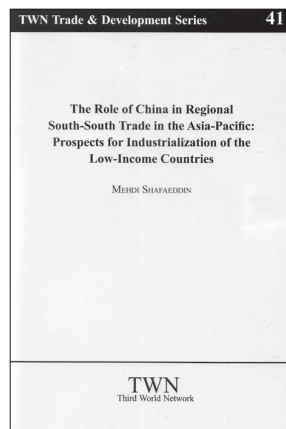 TWN Trade & Development Series 41
The Role of China in Regional
South-South Trade in the Asia-Pacific:
Prospects for Industrialization of the
Low-Income Countries
MEHDI SHAFAEDDIN
TWN
Third World Network